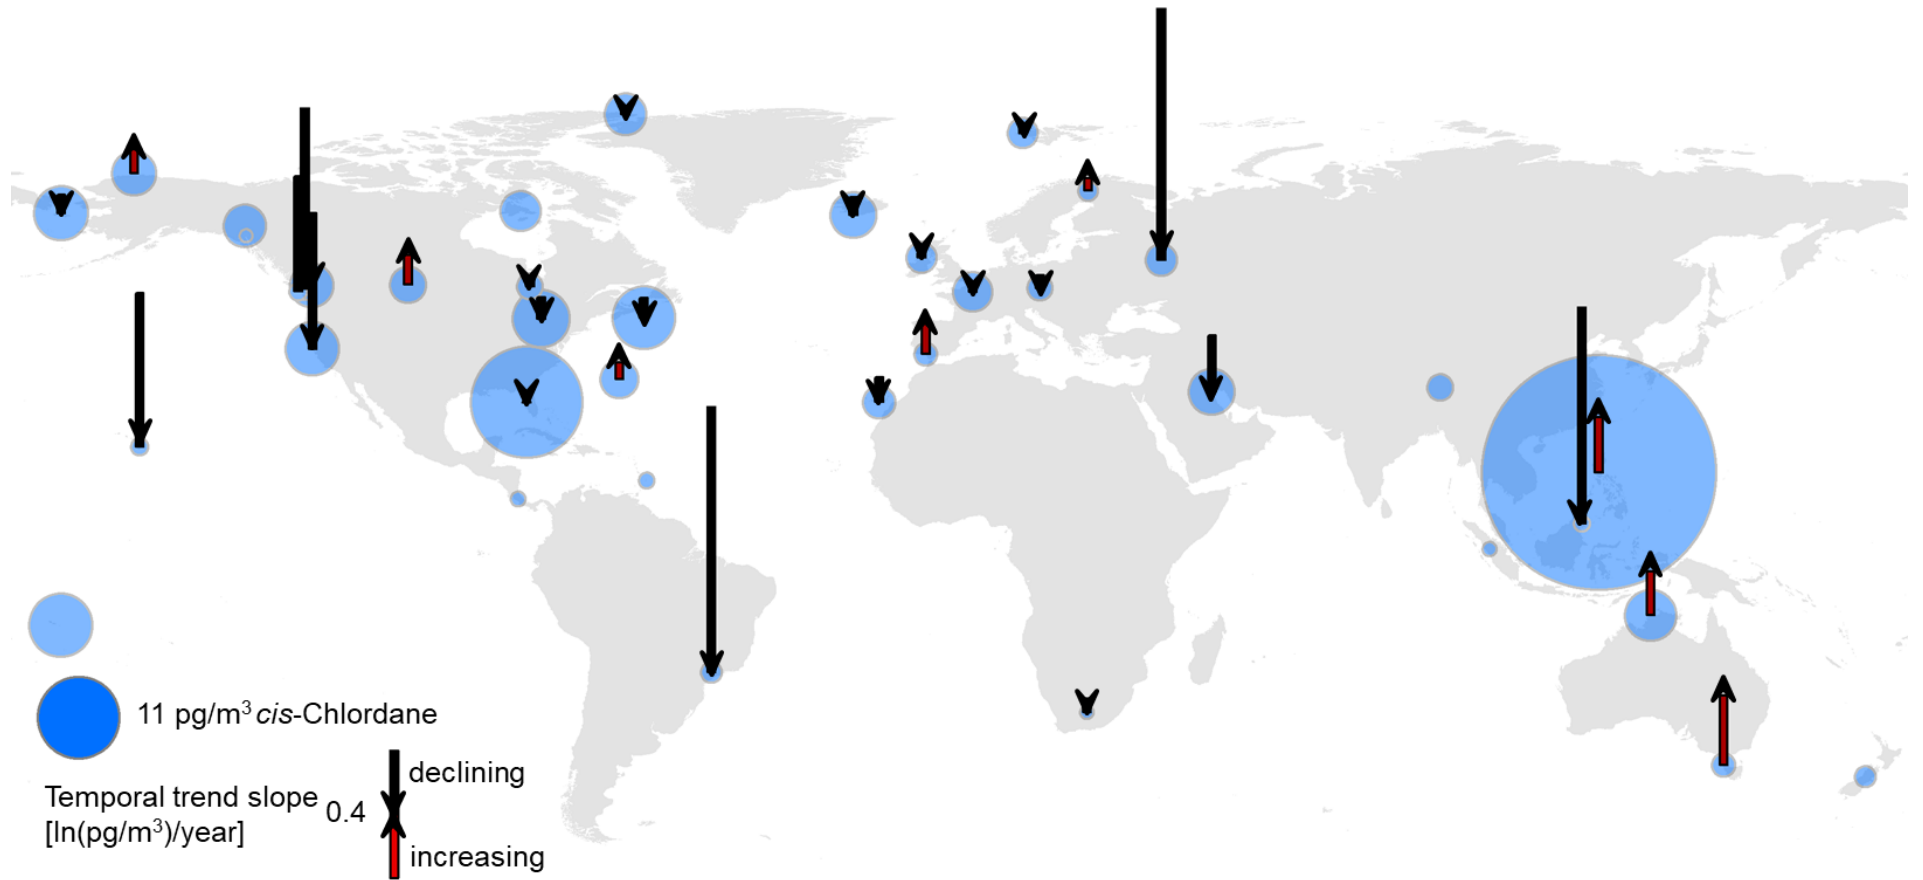 11 pg/m³ cis-Chlordane
declining
Temporal trend slope 0.4
[ln(pg/m³)/year]
increasing